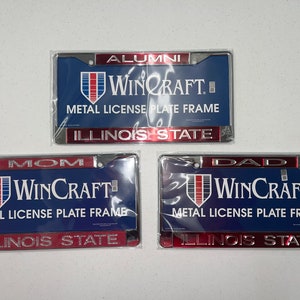 ALUMNI
WINCRAFT
METAL LICENSE PLATE FRAME
ILLINOIS STATE
MOM
WINCRAFT
METAL LICENSE PLATE FRAME
ILLINOIS STATE
DAD
WINCRAFT
METAL LICENSE PLATE FRAME
ILLINOIS STATE